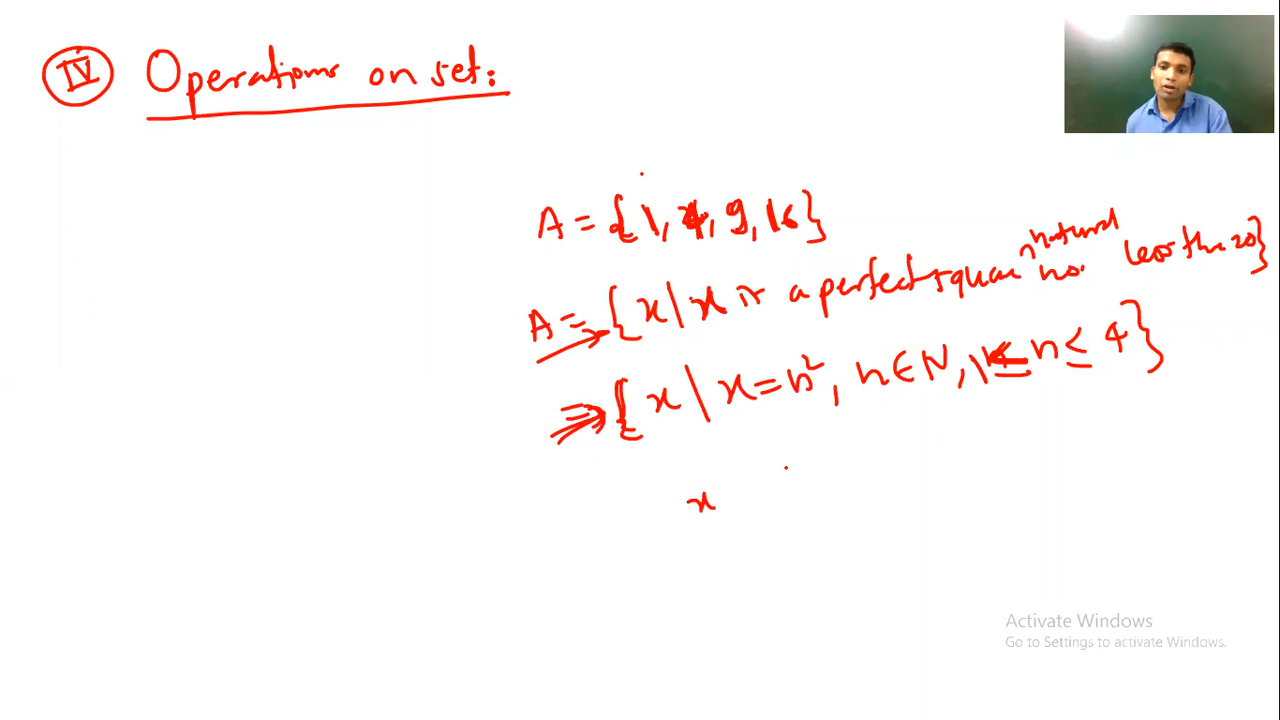 IV Operations on set:
A = {1, 4, 9, 16}
A = {x | x is a perfect square natural no. less than 20}
⇒ {x | x = n², n ∈ N, 1 ≤ n ≤ 4}
x
Activate Windows
Go to Settings to activate Windows.